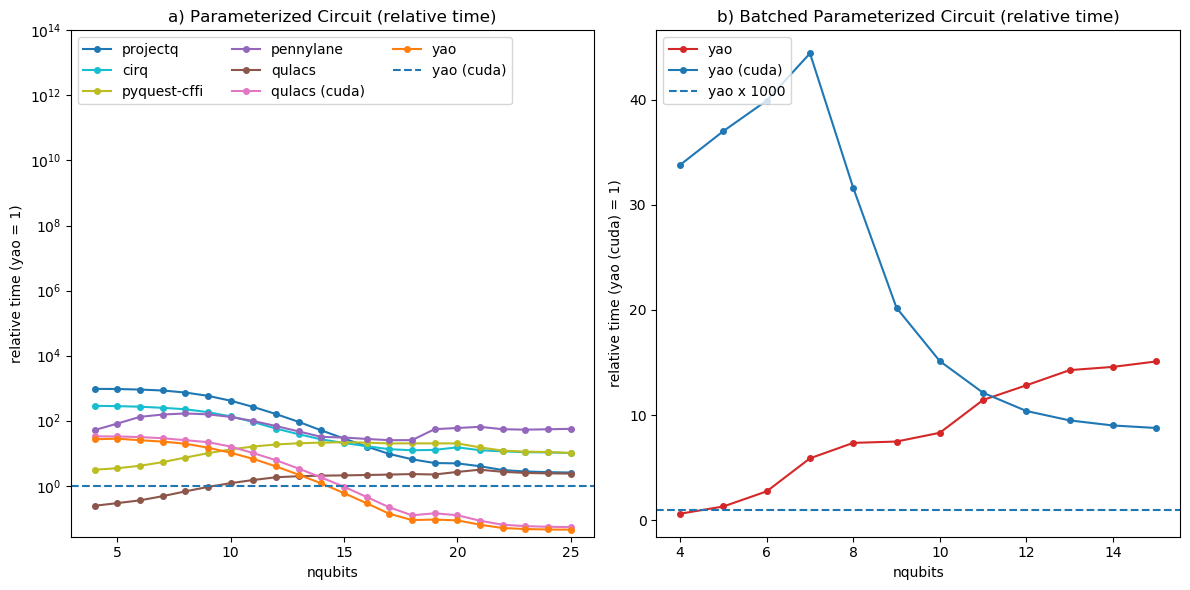 a) Parameterized Circuit (relative time)
10^14
10^12
10^10
10^8
10^6
10^4
10^2
10^0
relative time (yao = 1)
projectq
cirq
pyquest-cffi
pennylane
qulacs
qulacs (cuda)
yao
yao (cuda)
5
10
15
20
25
nqubits
b) Batched Parameterized Circuit (relative time)
40
30
20
10
0
relative time (yao (cuda) = 1)
yao
yao (cuda)
yao x 1000
4
6
8
10
12
14
nqubits